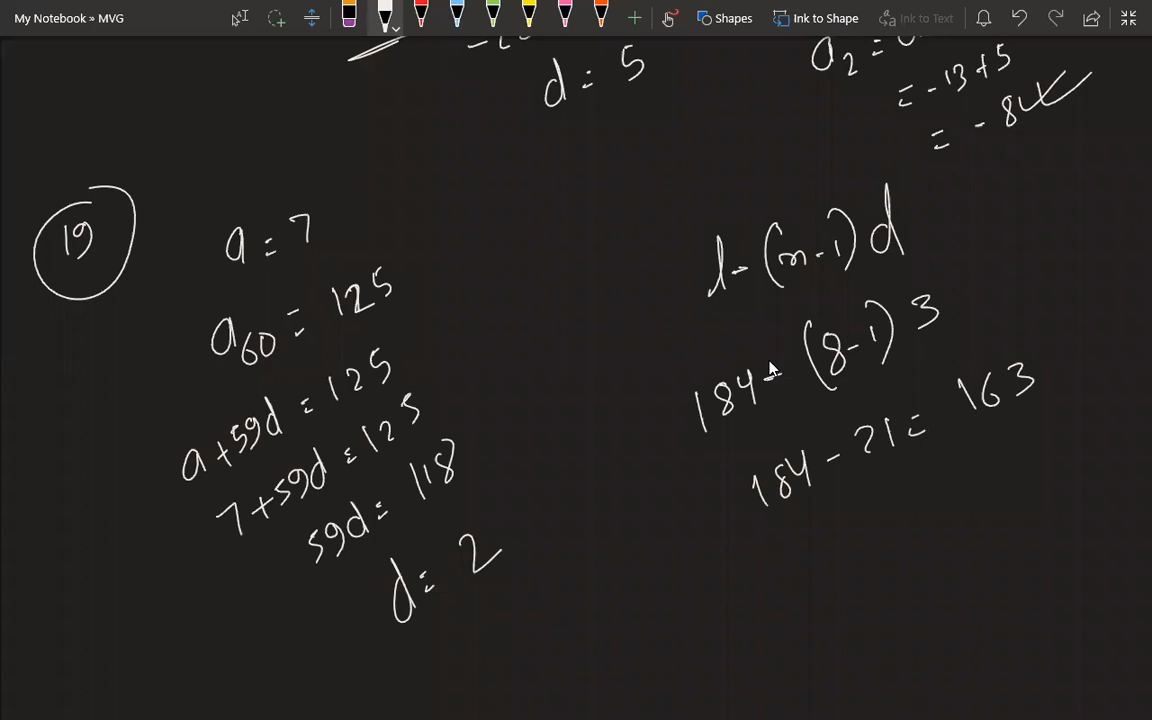 My Notebook » MVG
Shapes
Ink to Shape
Ink to Text
d = 5
a2 =
= -13 + 5
= -8
19
a = 7
a60 = 125
a + 59d = 125
7 + 59d = 125
59d = 118
d = 2
l - (n-1) d
184 - (8-1) 3
184 - 21 = 163